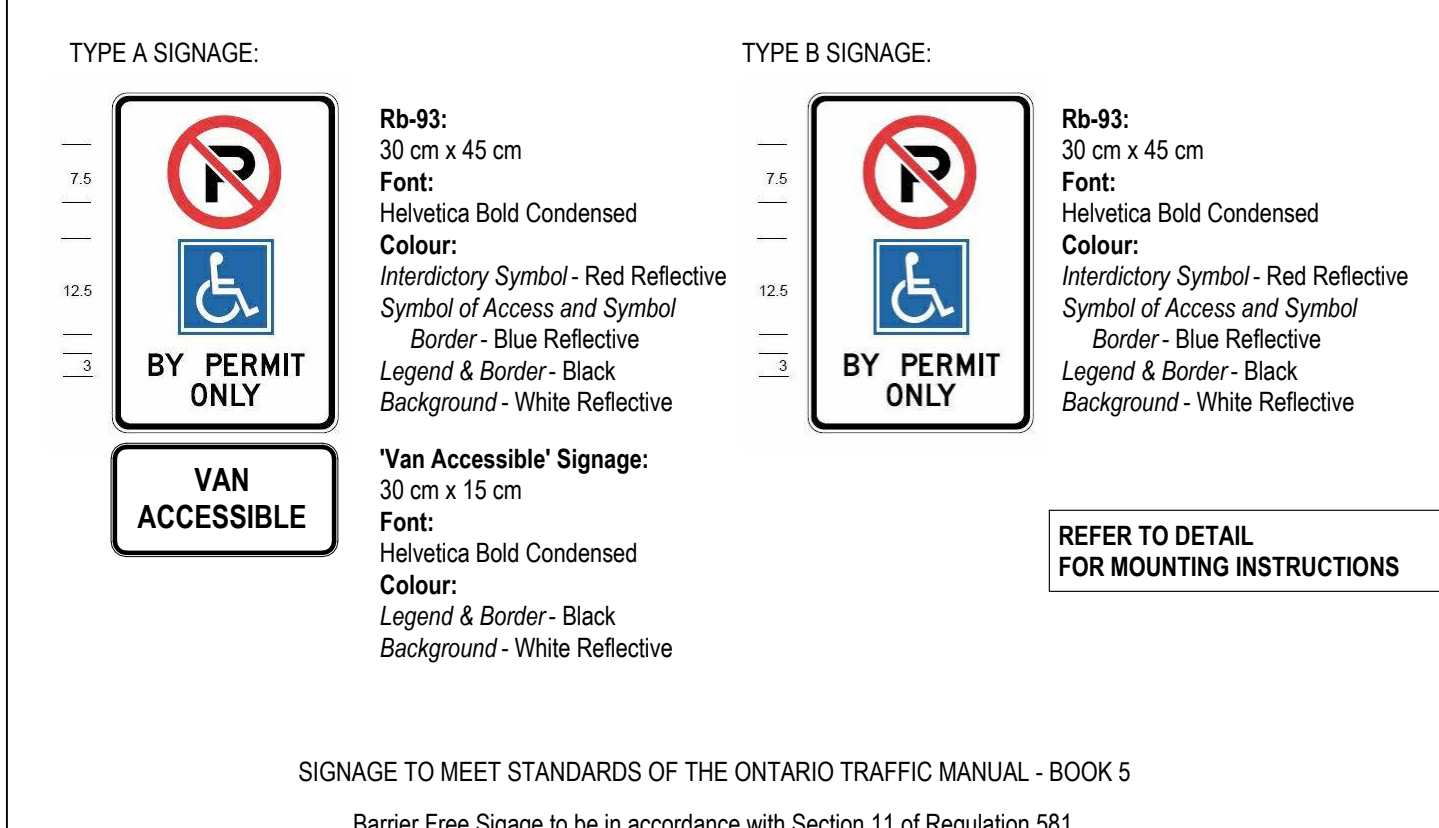 TYPE A SIGNAGE:
7.5
12.5
3
P
BY PERMIT
ONLY
VAN
ACCESSIBLE
Rb-93:
30 cm x 45 cm
Font:
Helvetica Bold Condensed
Colour:
Interdictory Symbol - Red Reflective
Symbol of Access and Symbol
Border - Blue Reflective
Legend & Border - Black
Background - White Reflective
'Van Accessible' Signage:
30 cm x 15 cm
Font:
Helvetica Bold Condensed
Colour:
Legend & Border - Black
Background - White Reflective
TYPE B SIGNAGE:
7.5
12.5
3
P
BY PERMIT
ONLY
Rb-93:
30 cm x 45 cm
Font:
Helvetica Bold Condensed
Colour:
Interdictory Symbol - Red Reflective
Symbol of Access and Symbol
Border - Blue Reflective
Legend & Border - Black
Background - White Reflective
REFER TO DETAIL
FOR MOUNTING INSTRUCTIONS
SIGNAGE TO MEET STANDARDS OF THE ONTARIO TRAFFIC MANUAL - BOOK 5
Barrier Free Sigage to be in accordance with Section 11 of Regulation 581